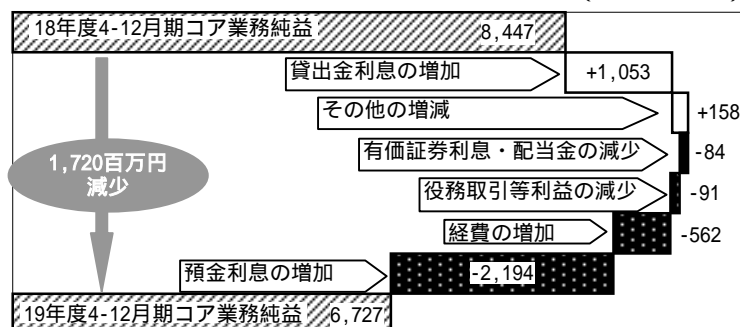 18年度4-12月期コア業務純益 8,447
貸出金利息の増加 +1,053
その他の増減 +158
有価証券利息・配当金の減少 -84
役務取引等利益の減少 -91
経費の増加 -562
預金利息の増加 -2,194
19年度4-12月期コア業務純益 6,727
1,720百万円
減少